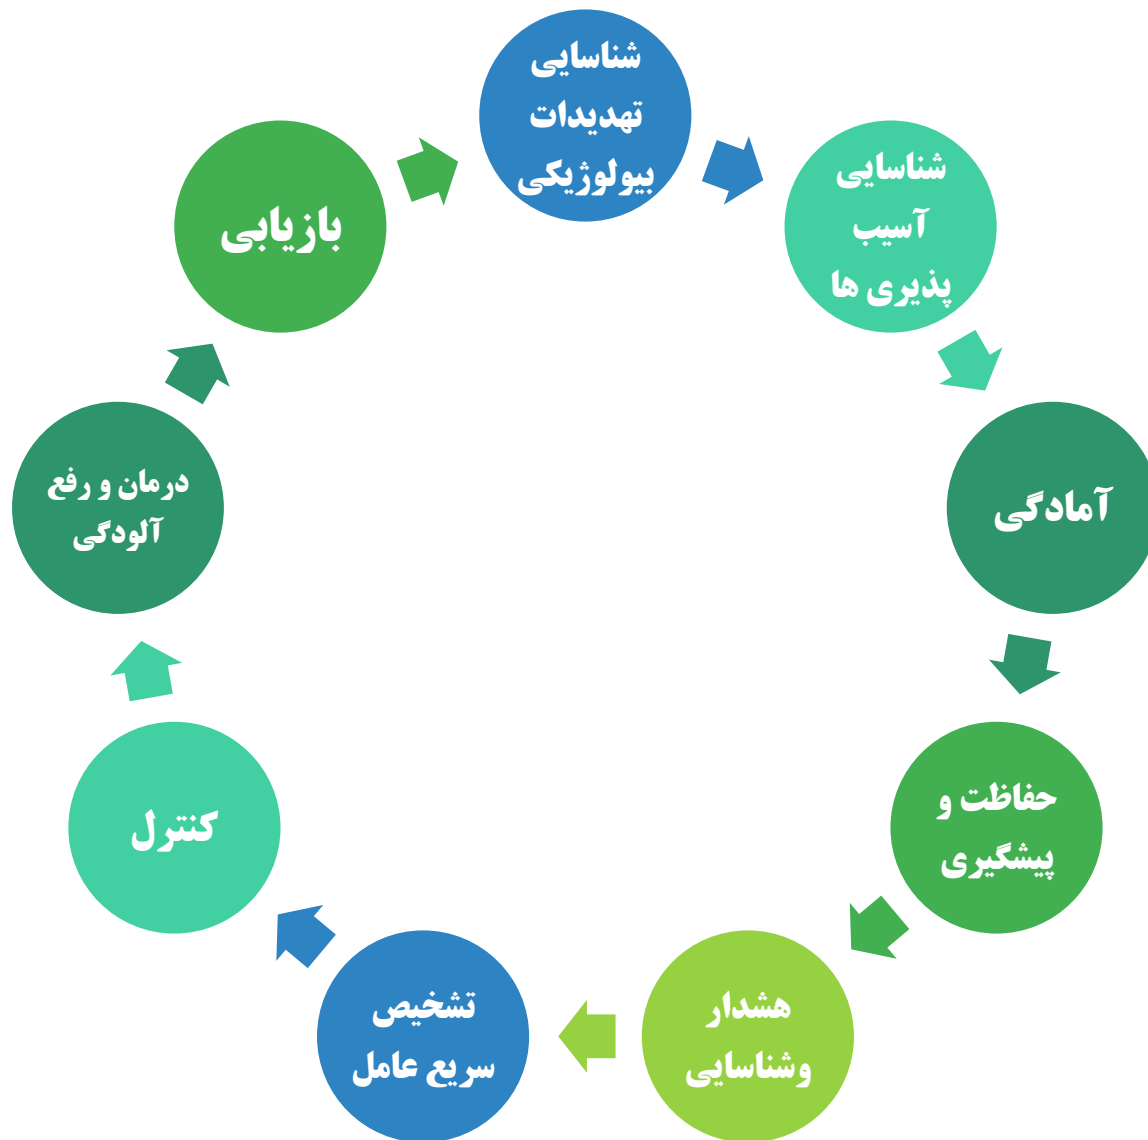 شناسایی
تهدیدات
بیولوژیکی
شناسایی
آسیب
پذیری ها
آمادگی
حفاظت و
پیشگیری
هشدار
وشناسایی
تشخیص
سریع عامل
کنترل
درمان و رفع
آلودگی
بازیابی